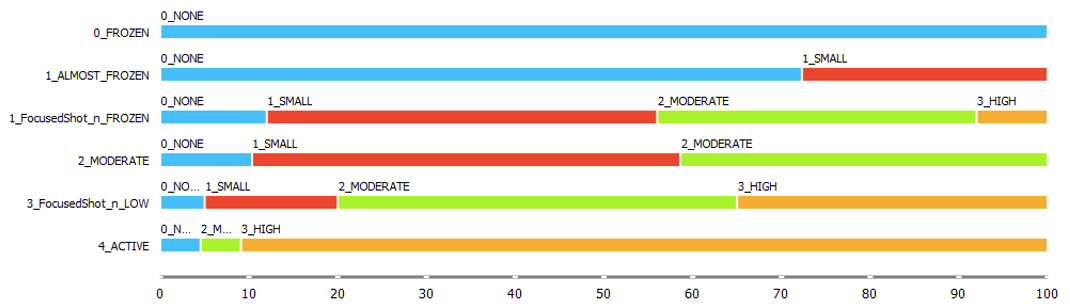 0_NONE
0_FROZEN
0_NONE 1_SMALL
1_ALMOST_FROZEN
0_NONE 1_SMALL 2_MODERATE 3_HIGH
1_FocusedShot_n_FROZEN
0_NONE 1_SMALL 2_MODERATE
2_MODERATE
0_NO... 1_SMALL 2_MODERATE 3_HIGH
3_FocusedShot_n_LOW
0_N... 2_M... 3_HIGH
4_ACTIVE
0 10 20 30 40 50 60 70 80 90 100